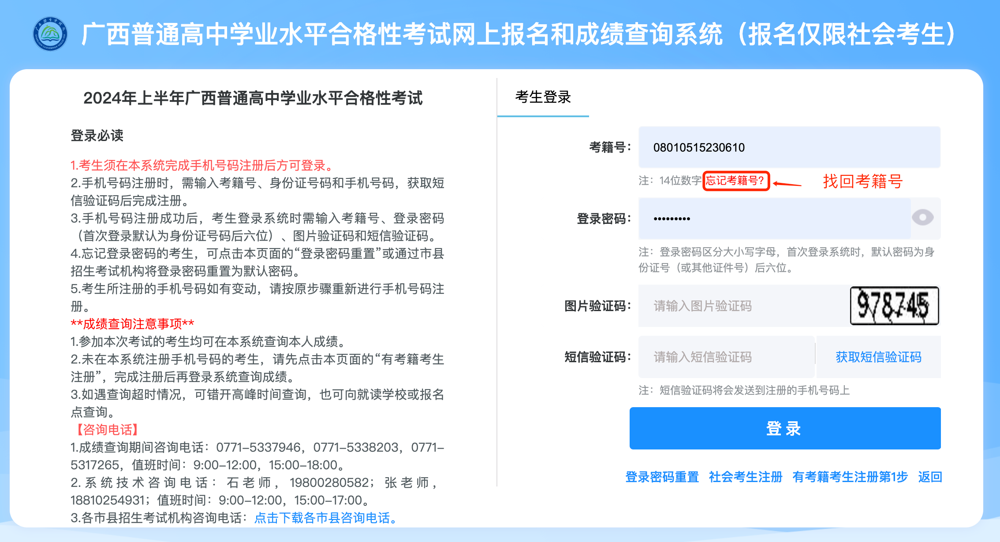 广西普通高中学业水平合格性考试网上报名和成绩查询系统（报名仅限社会考生）
2024年上半年广西普通高中学业水平合格性考试
登录必读
1.考生须在本系统完成手机号码注册后方可登录。
2.手机号码注册时，需输入考籍号、身份证号码和手机号码，获取短
信验证码后完成注册。
3.手机号码注册成功后，考生登录系统时需输入考籍号、登录密码
（首次登录默认为身份证号码后六位）、图片验证码和短信验证码。
4.忘记登录密码的考生，可点击本页面的“登录密码重置”或通过市县
招生考试机构将登录密码重置为默认密码。
5.考生所注册的手机号码如有变动，请按原步骤重新进行手机号码注
册。
**成绩查询注意事项**
1.参加本次考试的考生均可在本系统查询本人成绩。
2.未在本系统注册手机号码的考生，请先点击本页面的“有考籍考生
注册”，完成注册后再登录系统查询成绩。
3.如遇查询超时情况，可错开高峰时间查询，也可向就读学校或报名
点查询。
【咨询电话】
1.成绩查询期间咨询电话：0771-5337946，0771-5338203，0771-
5317265，值班时间：9:00-12:00，15:00-18:00。
2.系统技术咨询电话：石老师，19800280582；张老师，
18810254931；值班时间：9:00-12:00，15:00-17:00。
3.各市县招生考试机构咨询电话：点击下载各市县咨询电话。
考生登录
考籍号： 08010515230610
注：14位数字 忘记考籍号? 找回考籍号
登录密码： •••••••••
注：登录密码区分大小写字母，首次登录系统时，默认密码为身
份证号（或其他证件号）后六位。
图片验证码： 请输入图片验证码 978745
短信验证码： 请输入短信验证码 获取短信验证码
注：短信验证码将会发送到注册的手机号码上
登 录
登录密码重置 社会考生注册 有考籍考生注册第1步 返回